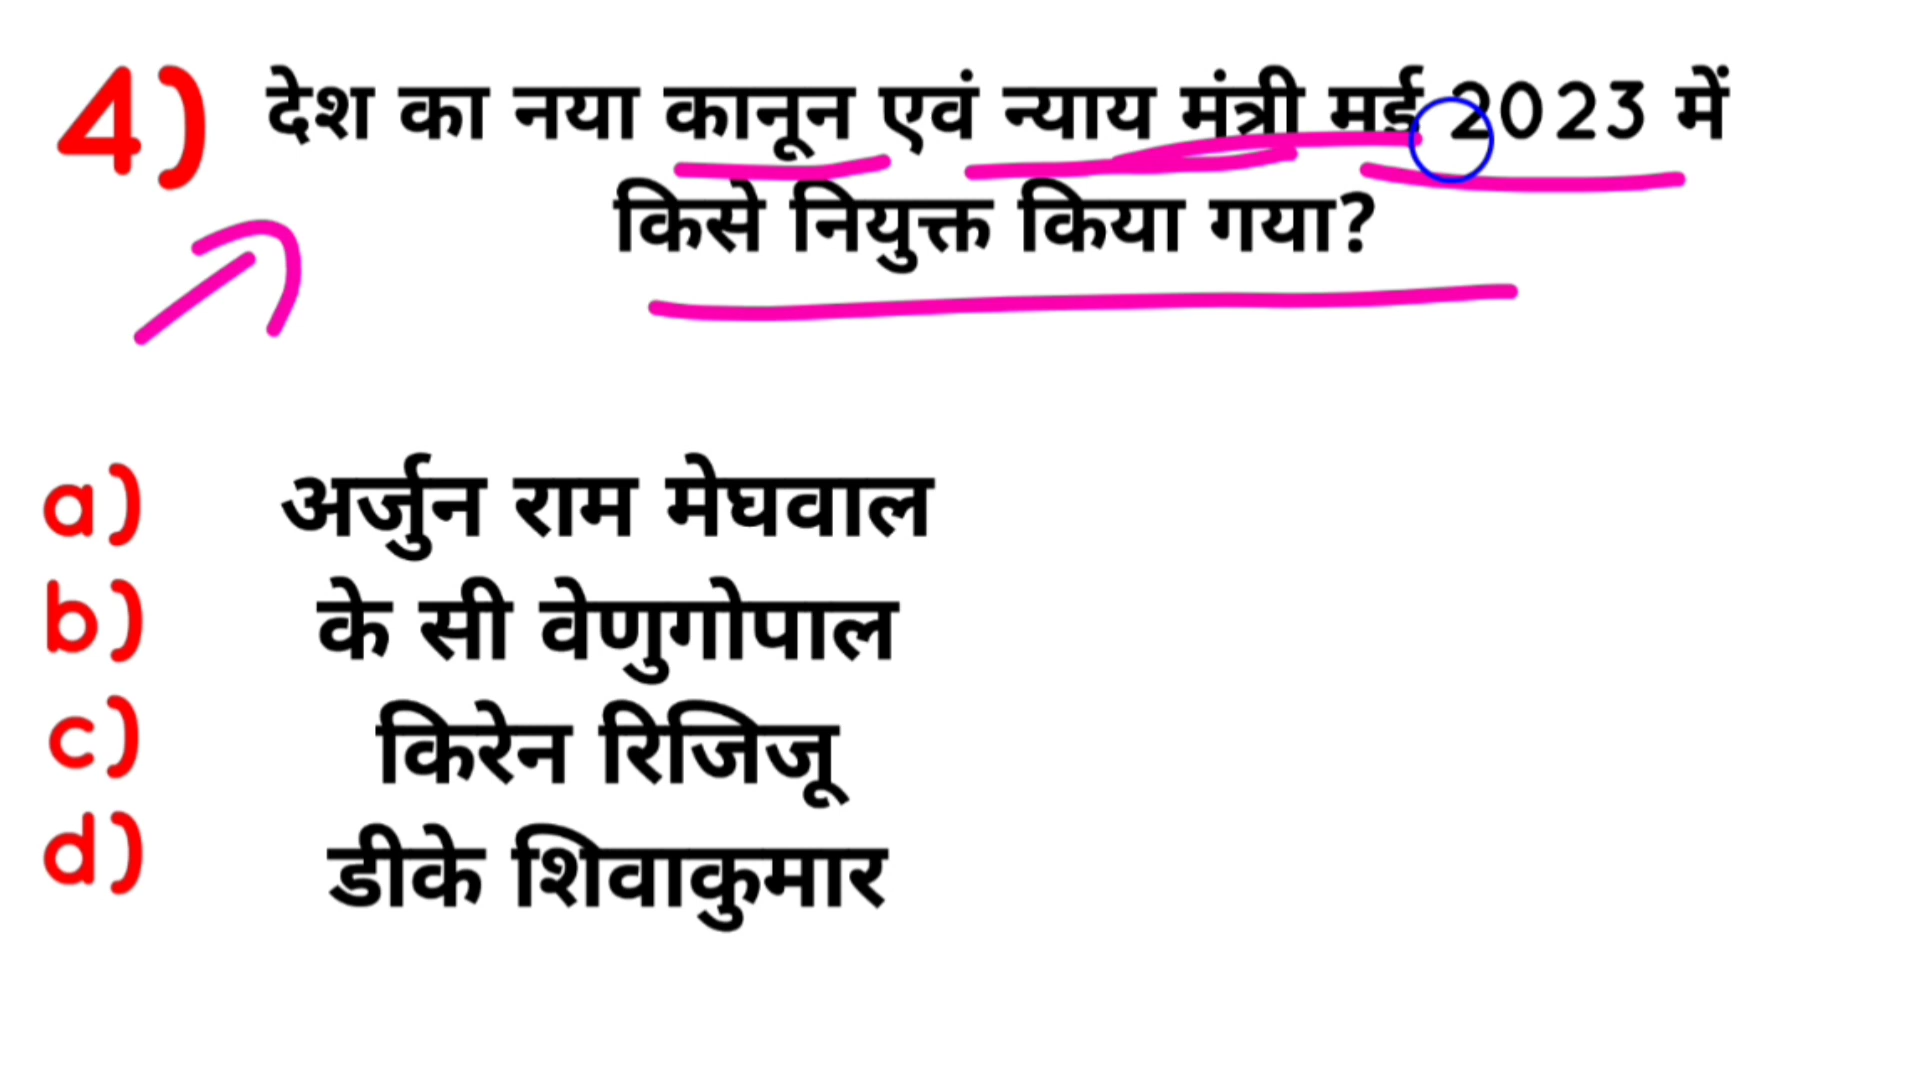 4) देश का नया कानून एवं न्याय मंत्री मई 2023 में
किसे नियुक्त किया गया?
a) अर्जुन राम मेघवाल
b) के सी वेणुगोपाल
c) किरेन रिजिजू
d) डीके शिवाकुमार